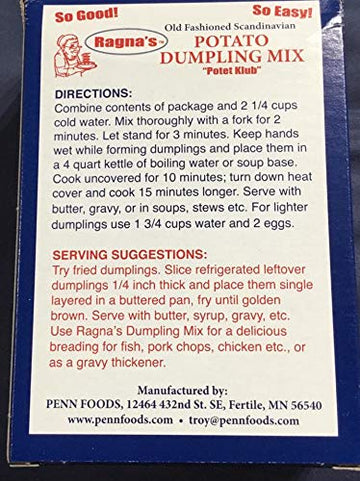 So Good!
So Easy!
Old Fashioned Scandinavian
Ragna's™
POTATO
DUMPLING MIX
"Potet Klub"
DIRECTIONS:
Combine contents of package and 2 1/4 cups
cold water. Mix thoroughly with a fork for 2
minutes. Let stand for 3 minutes. Keep hands
wet while forming dumplings and place them in
a 4 quart kettle of boiling water or soup base.
Cook uncovered for 10 minutes; turn down heat
cover and cook 15 minutes longer. Serve with
butter, gravy, or in soups, stews etc. For lighter
dumplings use 1 3/4 cups water and 2 eggs.
SERVING SUGGESTIONS:
Try fried dumplings. Slice refrigerated leftover
dumplings 1/4 inch thick and place them single
layered in a buttered pan, fry until golden
brown. Serve with butter, syrup, gravy, etc.
Use Ragna's Dumpling Mix for a delicious
breading for fish, pork chops, chicken etc., or
as a gravy thickener.
Manufactured by:
PENN FOODS, 12464 432nd St. SE, Fertile, MN 56540
www.pennfoods.com • troy@pennfoods.com